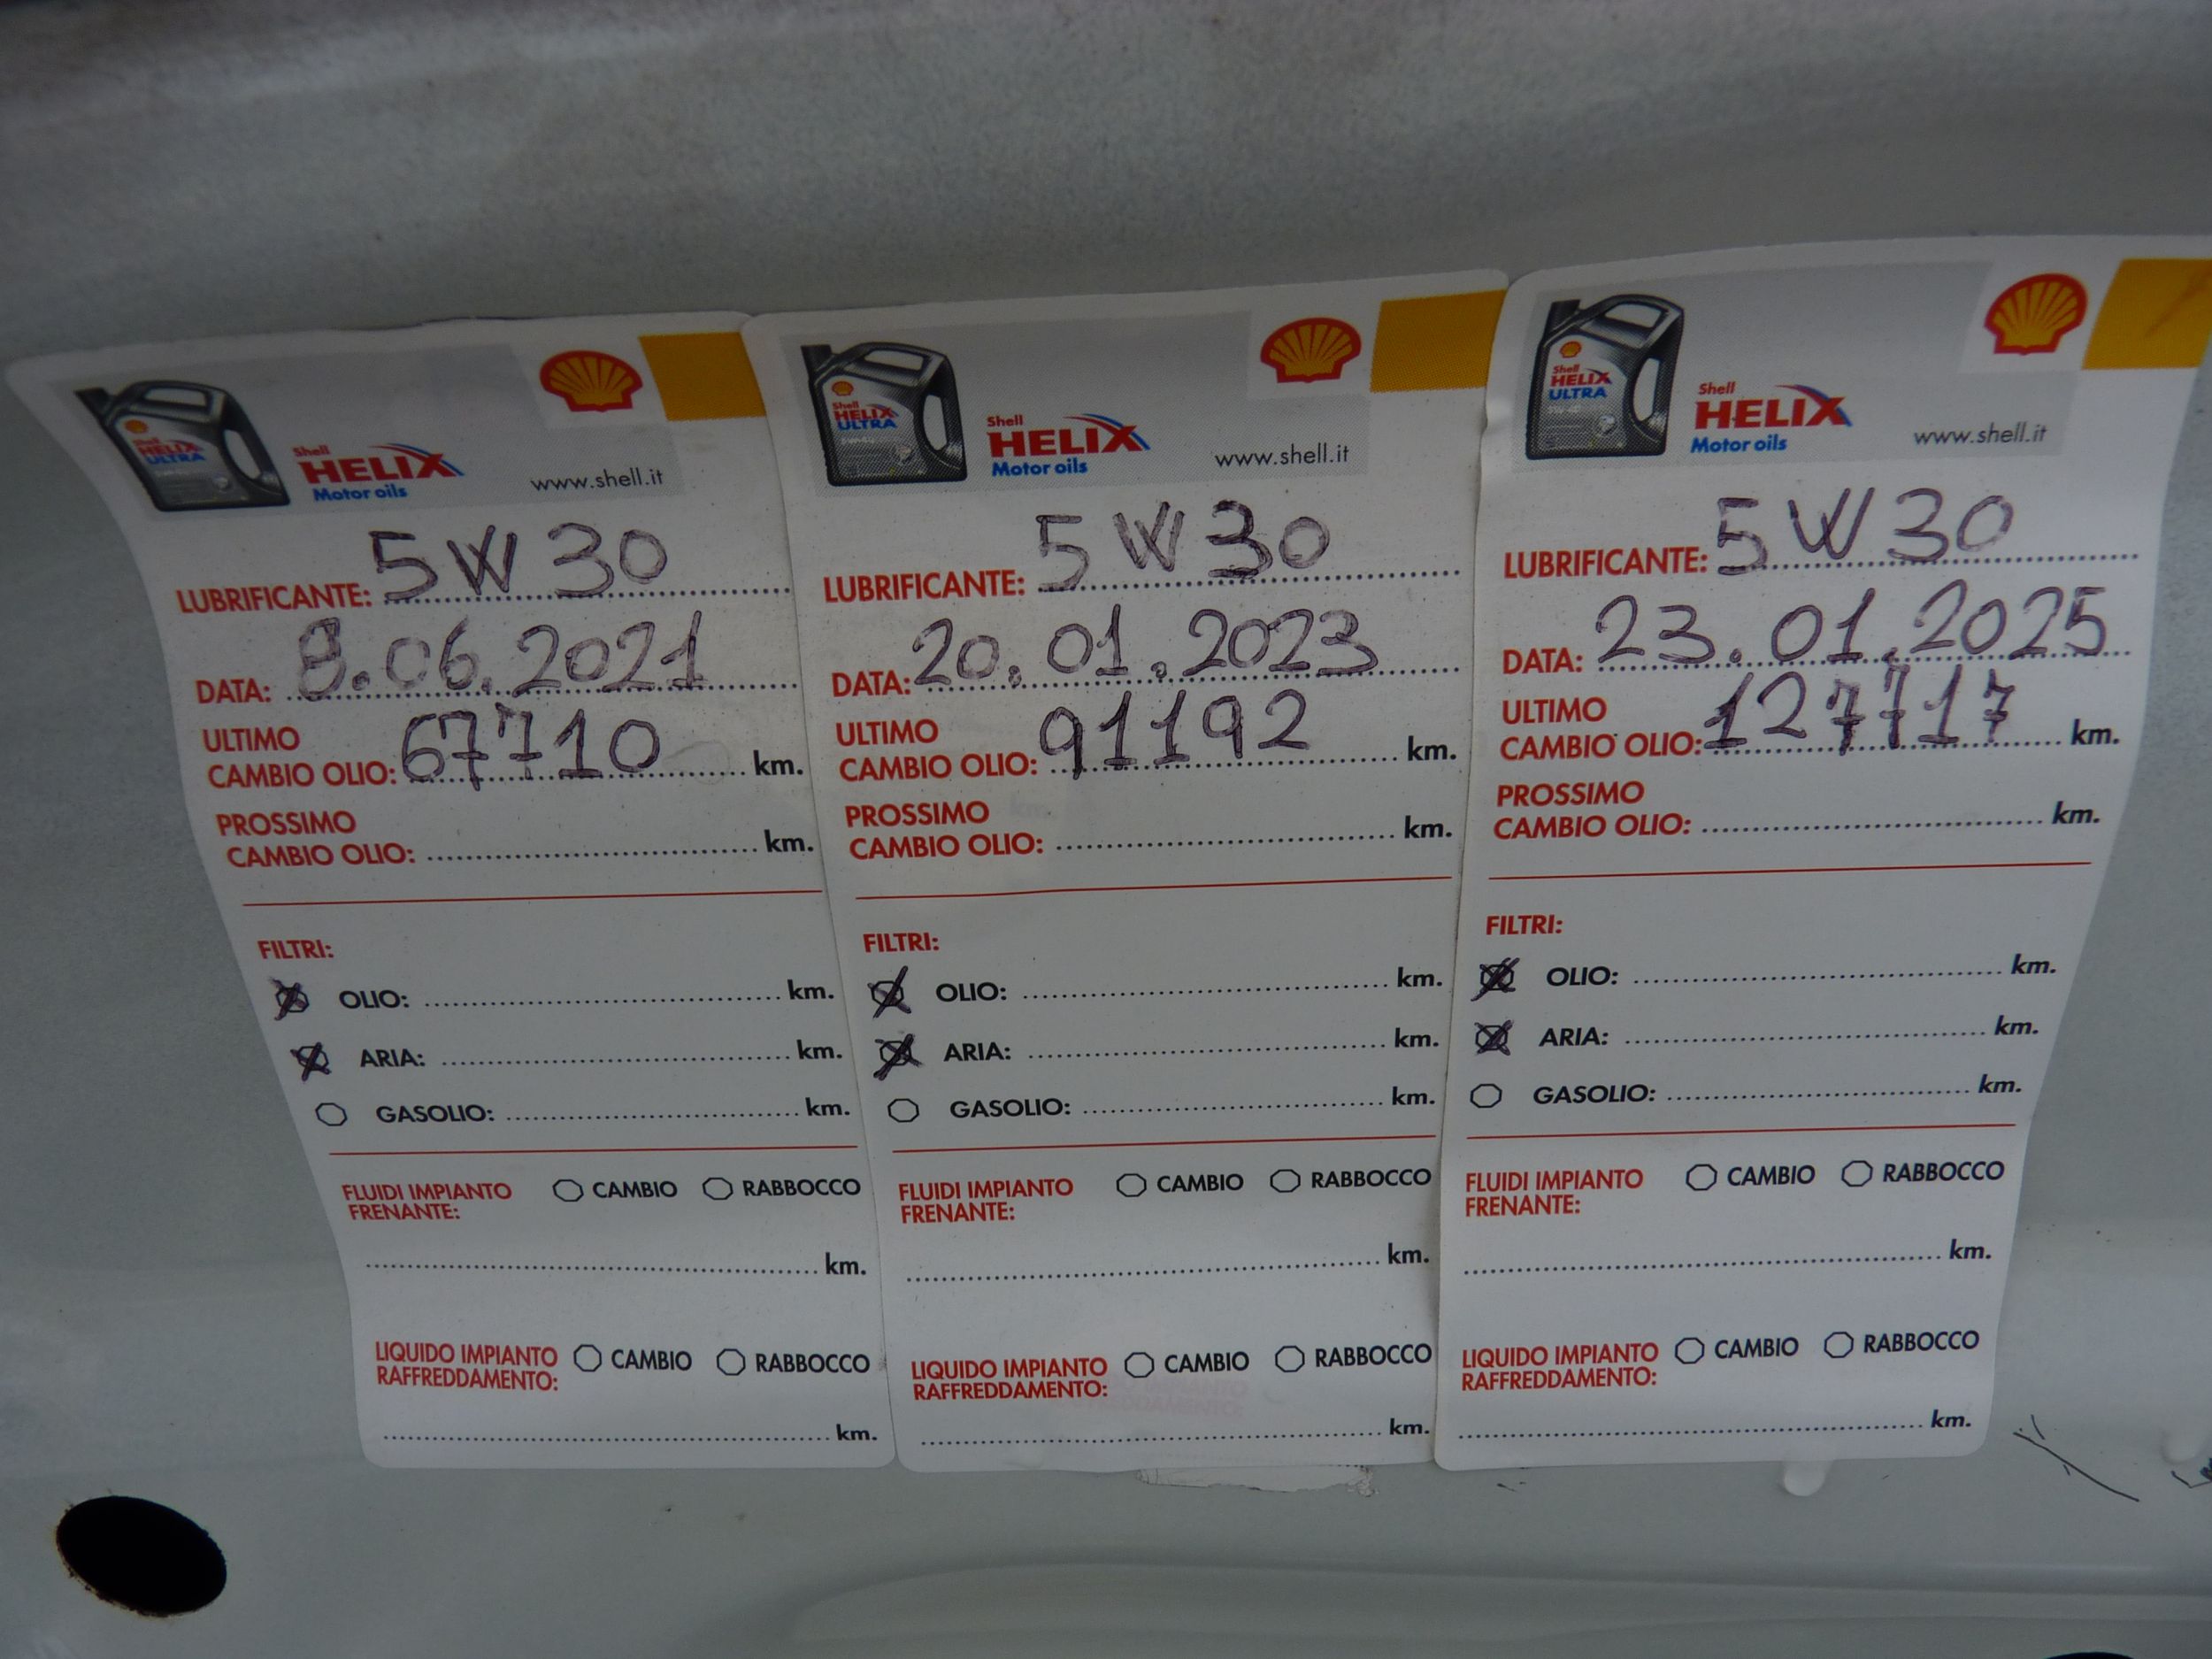 Shell
HELIX
ULTRA
Shell
HELIX
Motor oils
www.shell.it
LUBRIFICANTE: 5W30
DATA: 8.06.2021
ULTIMO
CAMBIO OLIO: 67710 km.
PROSSIMO
CAMBIO OLIO: km.
FILTRI:
OLIO: km.
ARIA: km.
GASOLIO: km.
FLUIDI IMPIANTO CAMBIO RABBOCCO
FRENANTE:
km.
LIQUIDO IMPIANTO CAMBIO RABBOCCO
RAFFREDDAMENTO:
km.
Shell
HELIX
ULTRA
5W-40
Shell
HELIX
Motor oils
www.shell.it
LUBRIFICANTE: 5W30
DATA: 20.01.2023
ULTIMO
CAMBIO OLIO: 91192 km.
PROSSIMO
CAMBIO OLIO: km.
FILTRI:
OLIO: km.
ARIA: km.
GASOLIO: km.
FLUIDI IMPIANTO CAMBIO RABBOCCO
FRENANTE:
km.
LIQUIDO IMPIANTO CAMBIO RABBOCCO
RAFFREDDAMENTO:
km.
Shell
HELIX
ULTRA
5W-40
Shell
HELIX
Motor oils
www.shell.it
LUBRIFICANTE: 5W30
DATA: 23.01.2025
ULTIMO
CAMBIO OLIO: 127717 km.
PROSSIMO
CAMBIO OLIO: km.
FILTRI:
OLIO: km.
ARIA: km.
GASOLIO: km.
FLUIDI IMPIANTO CAMBIO RABBOCCO
FRENANTE:
km.
LIQUIDO IMPIANTO CAMBIO RABBOCCO
RAFFREDDAMENTO:
km.